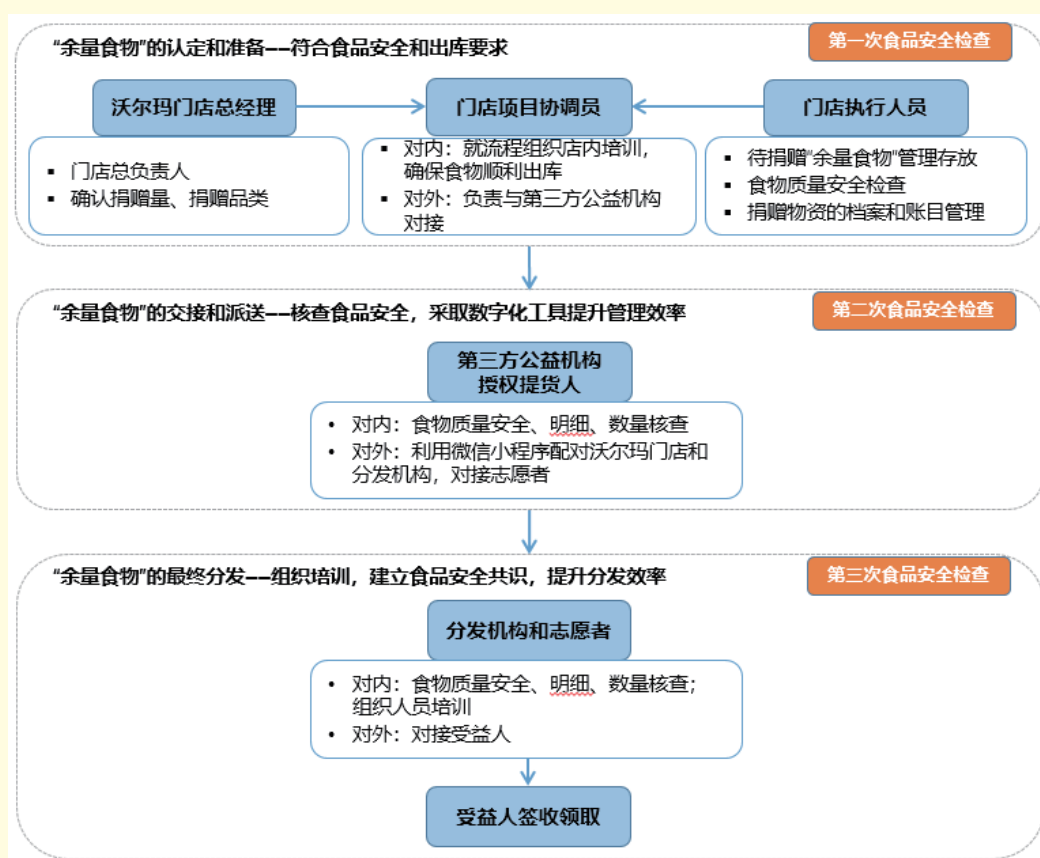 “余量食物”的认定和准备––符合食品安全和出库要求
第一次食品安全检查
沃尔玛门店总经理
门店项目协调员
门店执行人员
▪ 门店总负责人
▪ 确认捐赠量、捐赠品类
• 对内：就流程组织店内培训，
确保食物顺利出库
• 对外：负责与第三方公益机构
对接
▪ 待捐赠“余量食物”管理存放
▪ 食物质量安全检查
▪ 捐赠物资的档案和账目管理
“余量食物”的交接和派送––核查食品安全，采取数字化工具提升管理效率
第二次食品安全检查
第三方公益机构
授权提货人
• 对内：食物质量安全、明细、数量核查
• 对外：利用微信小程序配对沃尔玛门店和
分发机构，对接志愿者
“余量食物”的最终分发––组织培训，建立食品安全共识，提升分发效率
第三次食品安全检查
分发机构和志愿者
• 对内：食物质量安全、明细、数量核查；
组织人员培训
• 对外：对接受益人
受益人签收领取